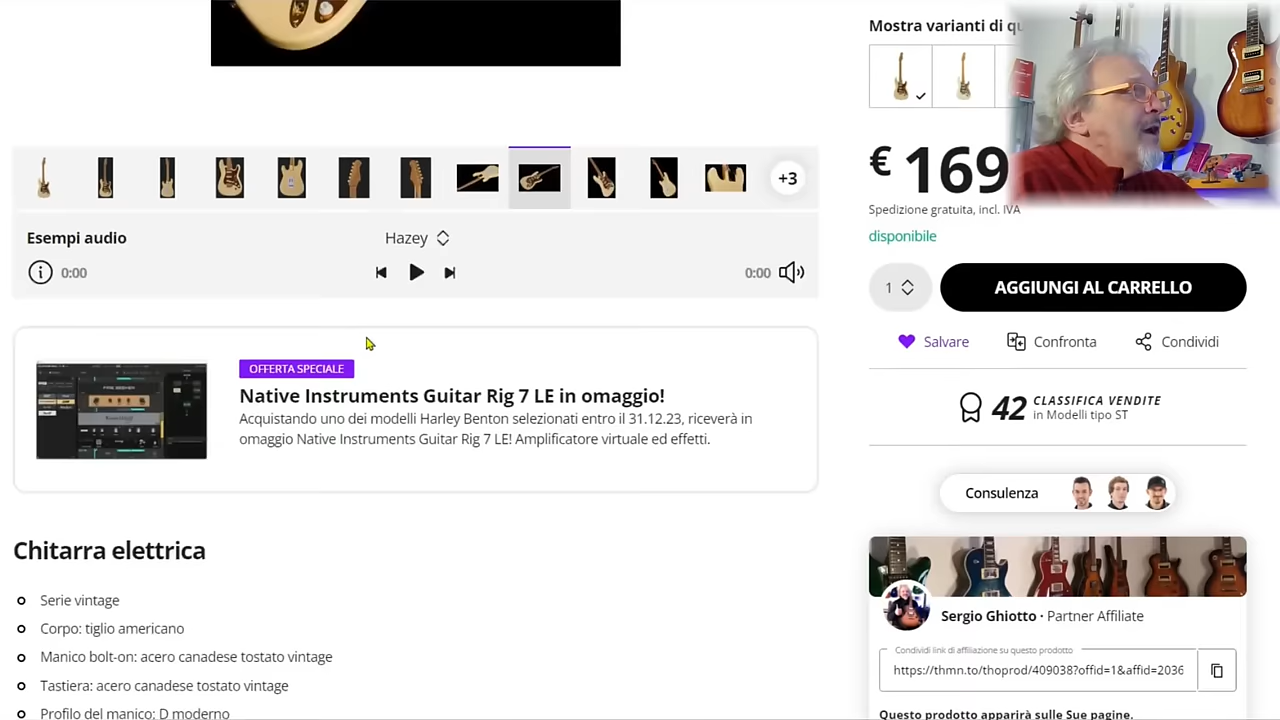 Mostra varianti di
€ 169
Spedizione gratuita, incl. IVA
disponibile
+3
Esempi audio
Hazey
0:00
0:00
1
AGGIUNGI AL CARRELLO
Salvare
Confronta
Condividi
OFFERTA SPECIALE
Native Instruments Guitar Rig 7 LE in omaggio!
Acquistando uno dei modelli Harley Benton selezionati entro il 31.12.23, riceverà in
omaggio Native Instruments Guitar Rig 7 LE! Amplificatore virtuale ed effetti.
42 CLASSIFICA VENDITE
in Modelli tipo ST
Consulenza
Chitarra elettrica
Serie vintage
Corpo: tiglio americano
Manico bolt-on: acero canadese tostato vintage
Tastiera: acero canadese tostato vintage
Profilo del manico: D moderno
Sergio Ghiotto · Partner Affiliate
Condividi link di affiliazione su questo prodotto
https://thmn.to/thoprod/409038?offid=1&affid=2036
Questo prodotto apparirà sulle Sue pagine.